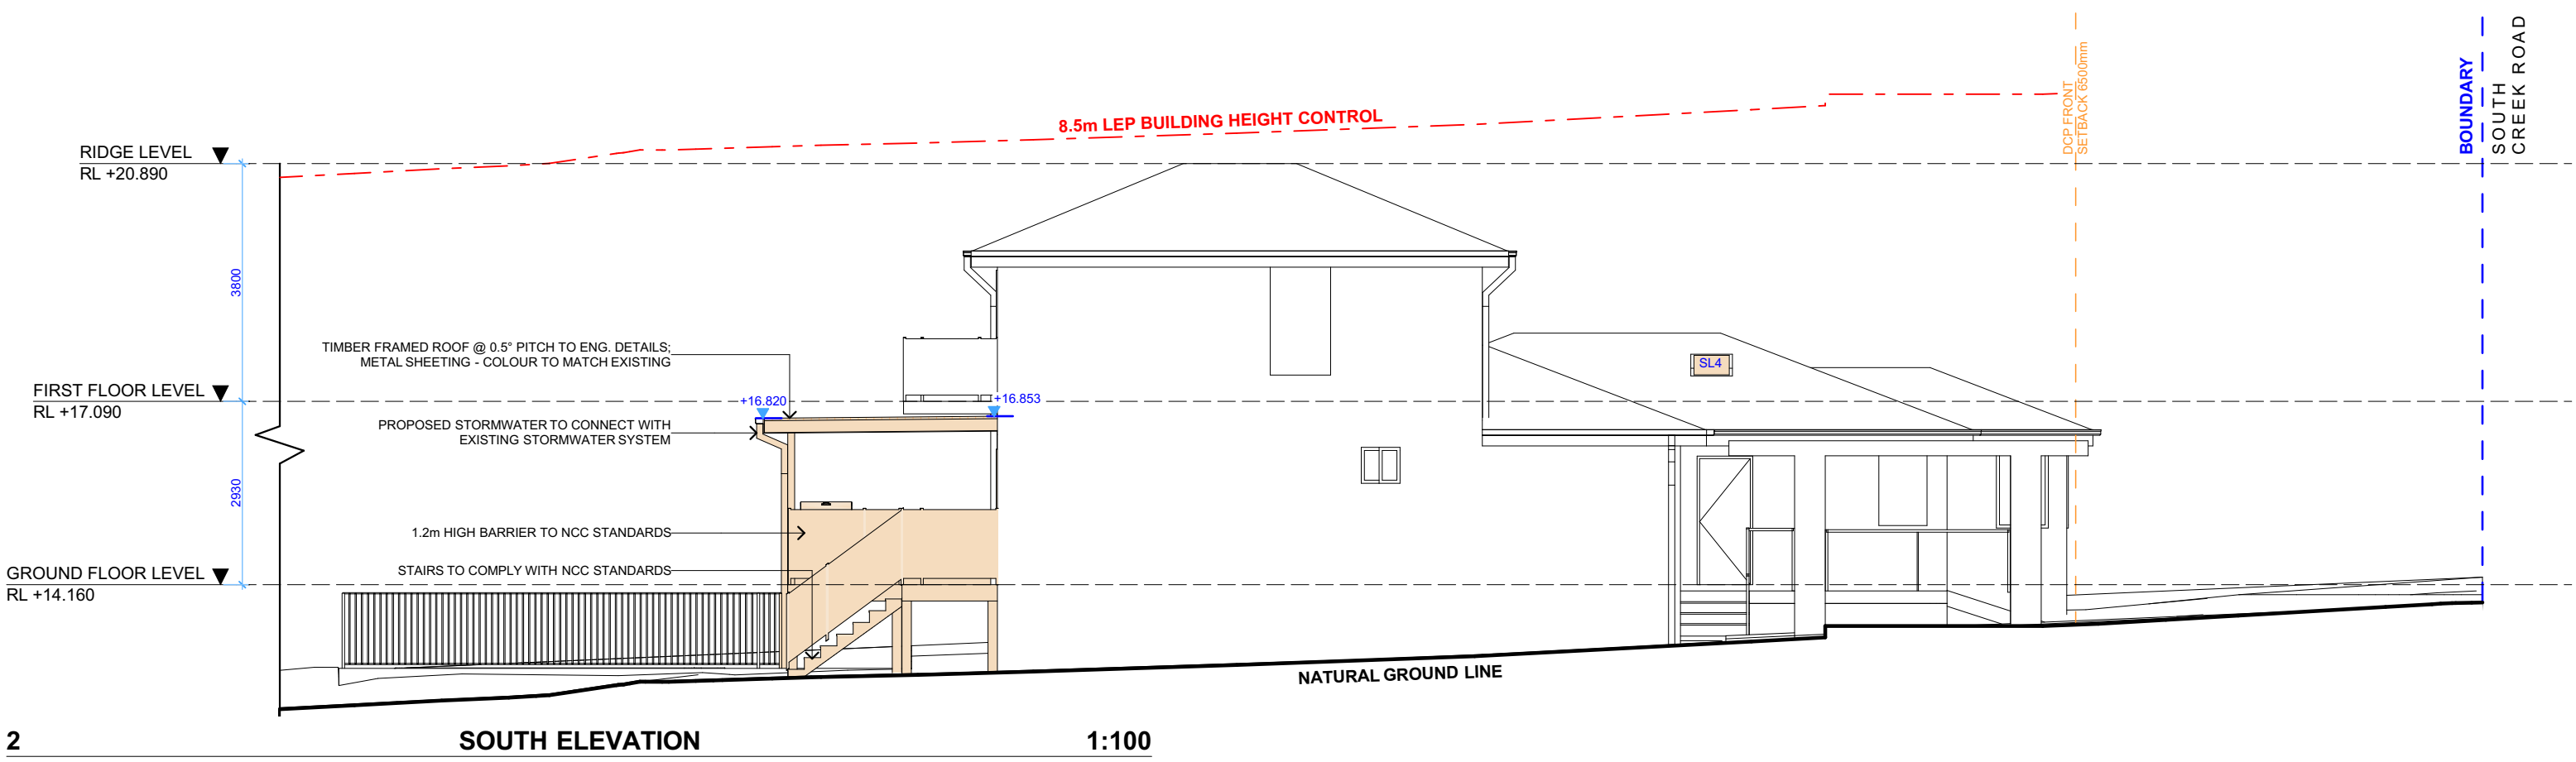 SOUTH
CREEK ROAD
BOUNDARY
DCP FRONT
SETBACK 6500mm
8.5m LEP BUILDING HEIGHT CONTROL
RIDGE LEVEL
RL +20.890
3800
TIMBER FRAMED ROOF @ 0.5° PITCH TO ENG. DETAILS;
METAL SHEETING - COLOUR TO MATCH EXISTING
SL4
FIRST FLOOR LEVEL
RL +17.090
+16.820
+16.853
PROPOSED STORMWATER TO CONNECT WITH
EXISTING STORMWATER SYSTEM
2930
1.2m HIGH BARRIER TO NCC STANDARDS
STAIRS TO COMPLY WITH NCC STANDARDS
GROUND FLOOR LEVEL
RL +14.160
NATURAL GROUND LINE
2
SOUTH ELEVATION
1:100